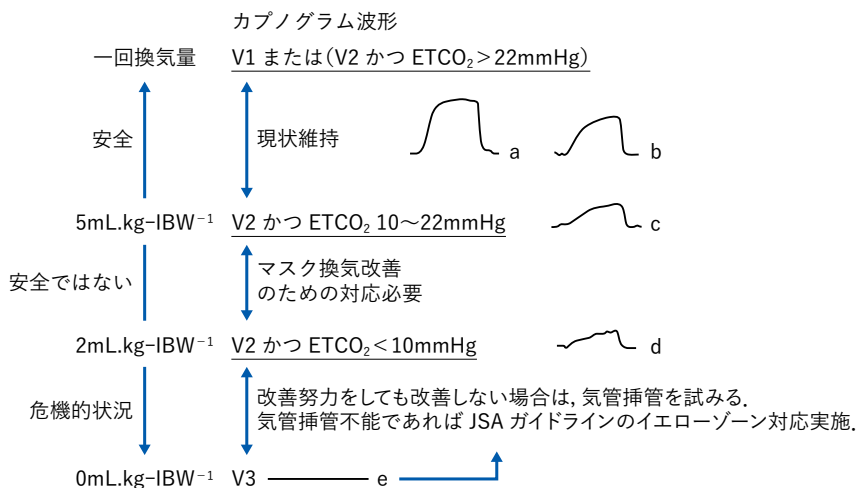 カプノグラム波形
一回換気量 V1 または(V2 かつ ETCO₂>22mmHg)
安全 現状維持 a b
5mL.kg-IBW⁻¹ V2 かつ ETCO₂ 10~22mmHg c
安全ではない マスク換気改善
のための対応必要
2mL.kg-IBW⁻¹ V2 かつ ETCO₂<10mmHg d
危機的状況 改善努力をしても改善しない場合は,気管挿管を試みる.
気管挿管不能であれば JSA ガイドラインのイエローゾーン対応実施.
0mL.kg-IBW⁻¹ V3 e